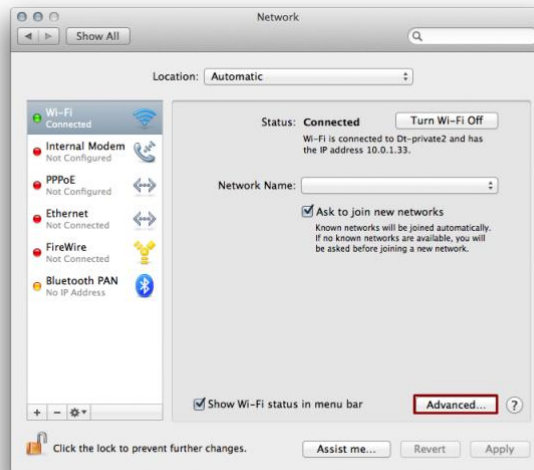 Network
Show All
Location: Automatic
Wi-Fi
Connected
Internal Modem
Not Configured
PPPoE
Not Configured
Ethernet
Not Connected
FireWire
Not Connected
Bluetooth PAN
No IP Address
Status: Connected
Turn Wi-Fi Off
Wi-Fi is connected to Dt-private2 and has
the IP address 10.0.1.33.
Network Name:
Ask to join new networks
Known networks will be joined automatically.
If no known networks are available, you will
be asked before joining a new network.
Show Wi-Fi status in menu bar
Advanced...
?
+ −
Click the lock to prevent further changes.
Assist me...
Revert
Apply